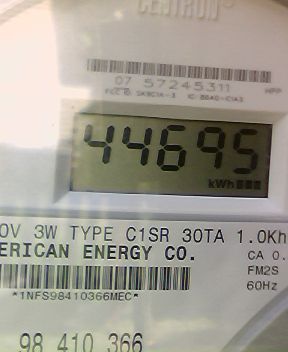 CENTRON®
07 57245311
44695
kWh
0V 3W TYPE C1SR 30TA 1.0Kh
ERICAN ENERGY CO.
CA 0.
FM2S
60Hz
*1NFS98410366MEC*
98 410 366